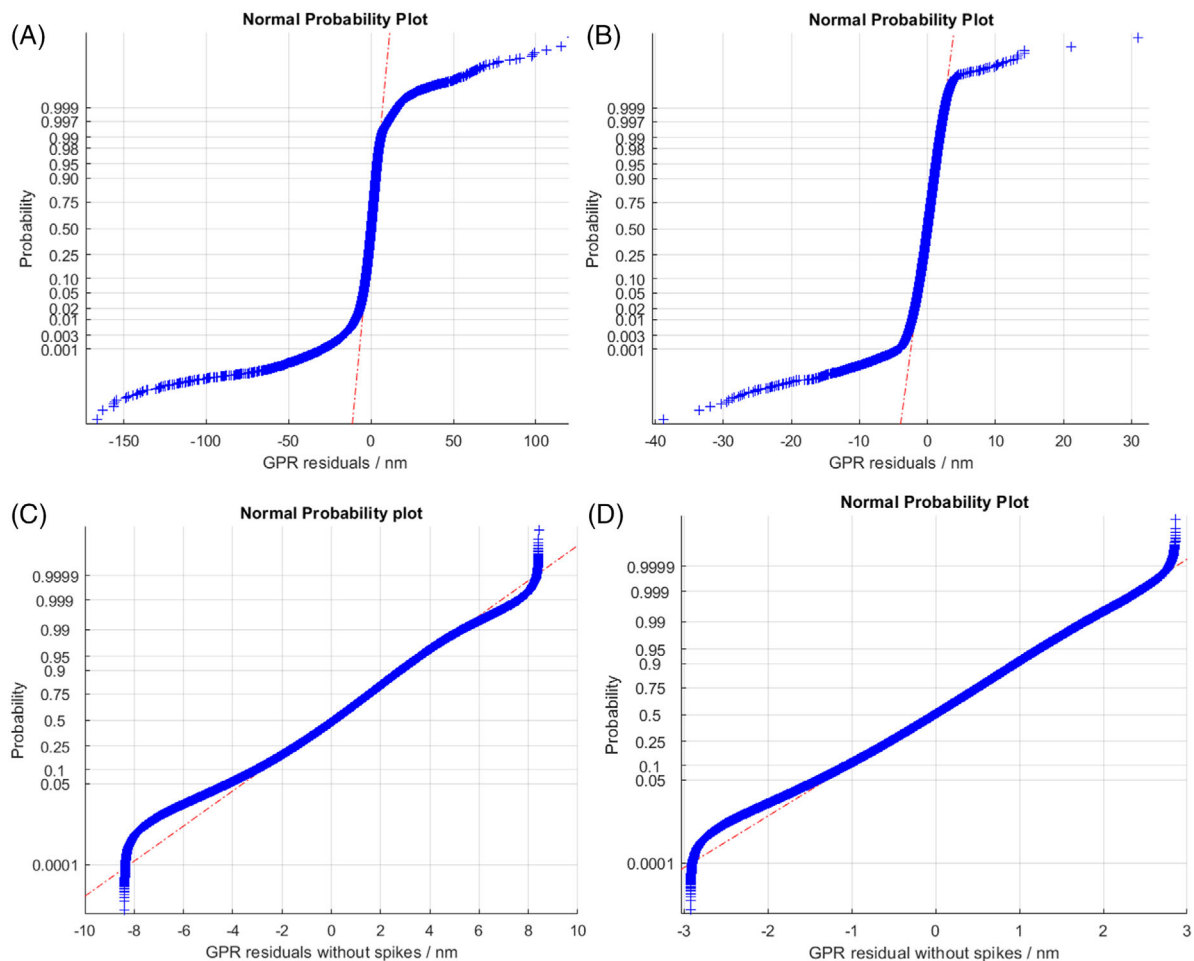 (A)
Normal Probability Plot
0.999
0.997
0.99
0.98
0.95
0.90
0.75
0.50
0.25
0.10
0.05
0.02
0.01
0.003
0.001
Probability
-150 -100 -50 0 50 100
GPR residuals / nm
(B)
Normal Probability Plot
0.999
0.997
0.99
0.98
0.95
0.90
0.75
0.50
0.25
0.10
0.05
0.02
0.01
0.003
0.001
Probability
-40 -30 -20 -10 0 10 20 30
GPR residuals / nm
(C)
Normal Probability plot
0.9999
0.999
0.99
0.95
0.9
0.75
0.5
0.25
0.1
0.05
0.0001
Probability
-10 -8 -6 -4 -2 0 2 4 6 8 10
GPR residuals without spikes / nm
(D)
Normal Probability Plot
0.9999
0.999
0.99
0.95
0.9
0.75
0.5
0.25
0.1
0.05
0.0001
Probability
-3 -2 -1 0 1 2 3
GPR residual without spikes / nm